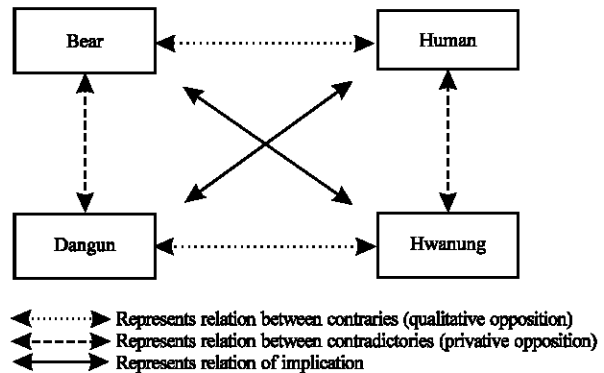 Bear
Human
Dangun
Hwanung
Represents relation between contraries (qualitative opposition)
Represents relation between contradictories (privative opposition)
Represents relation of implication